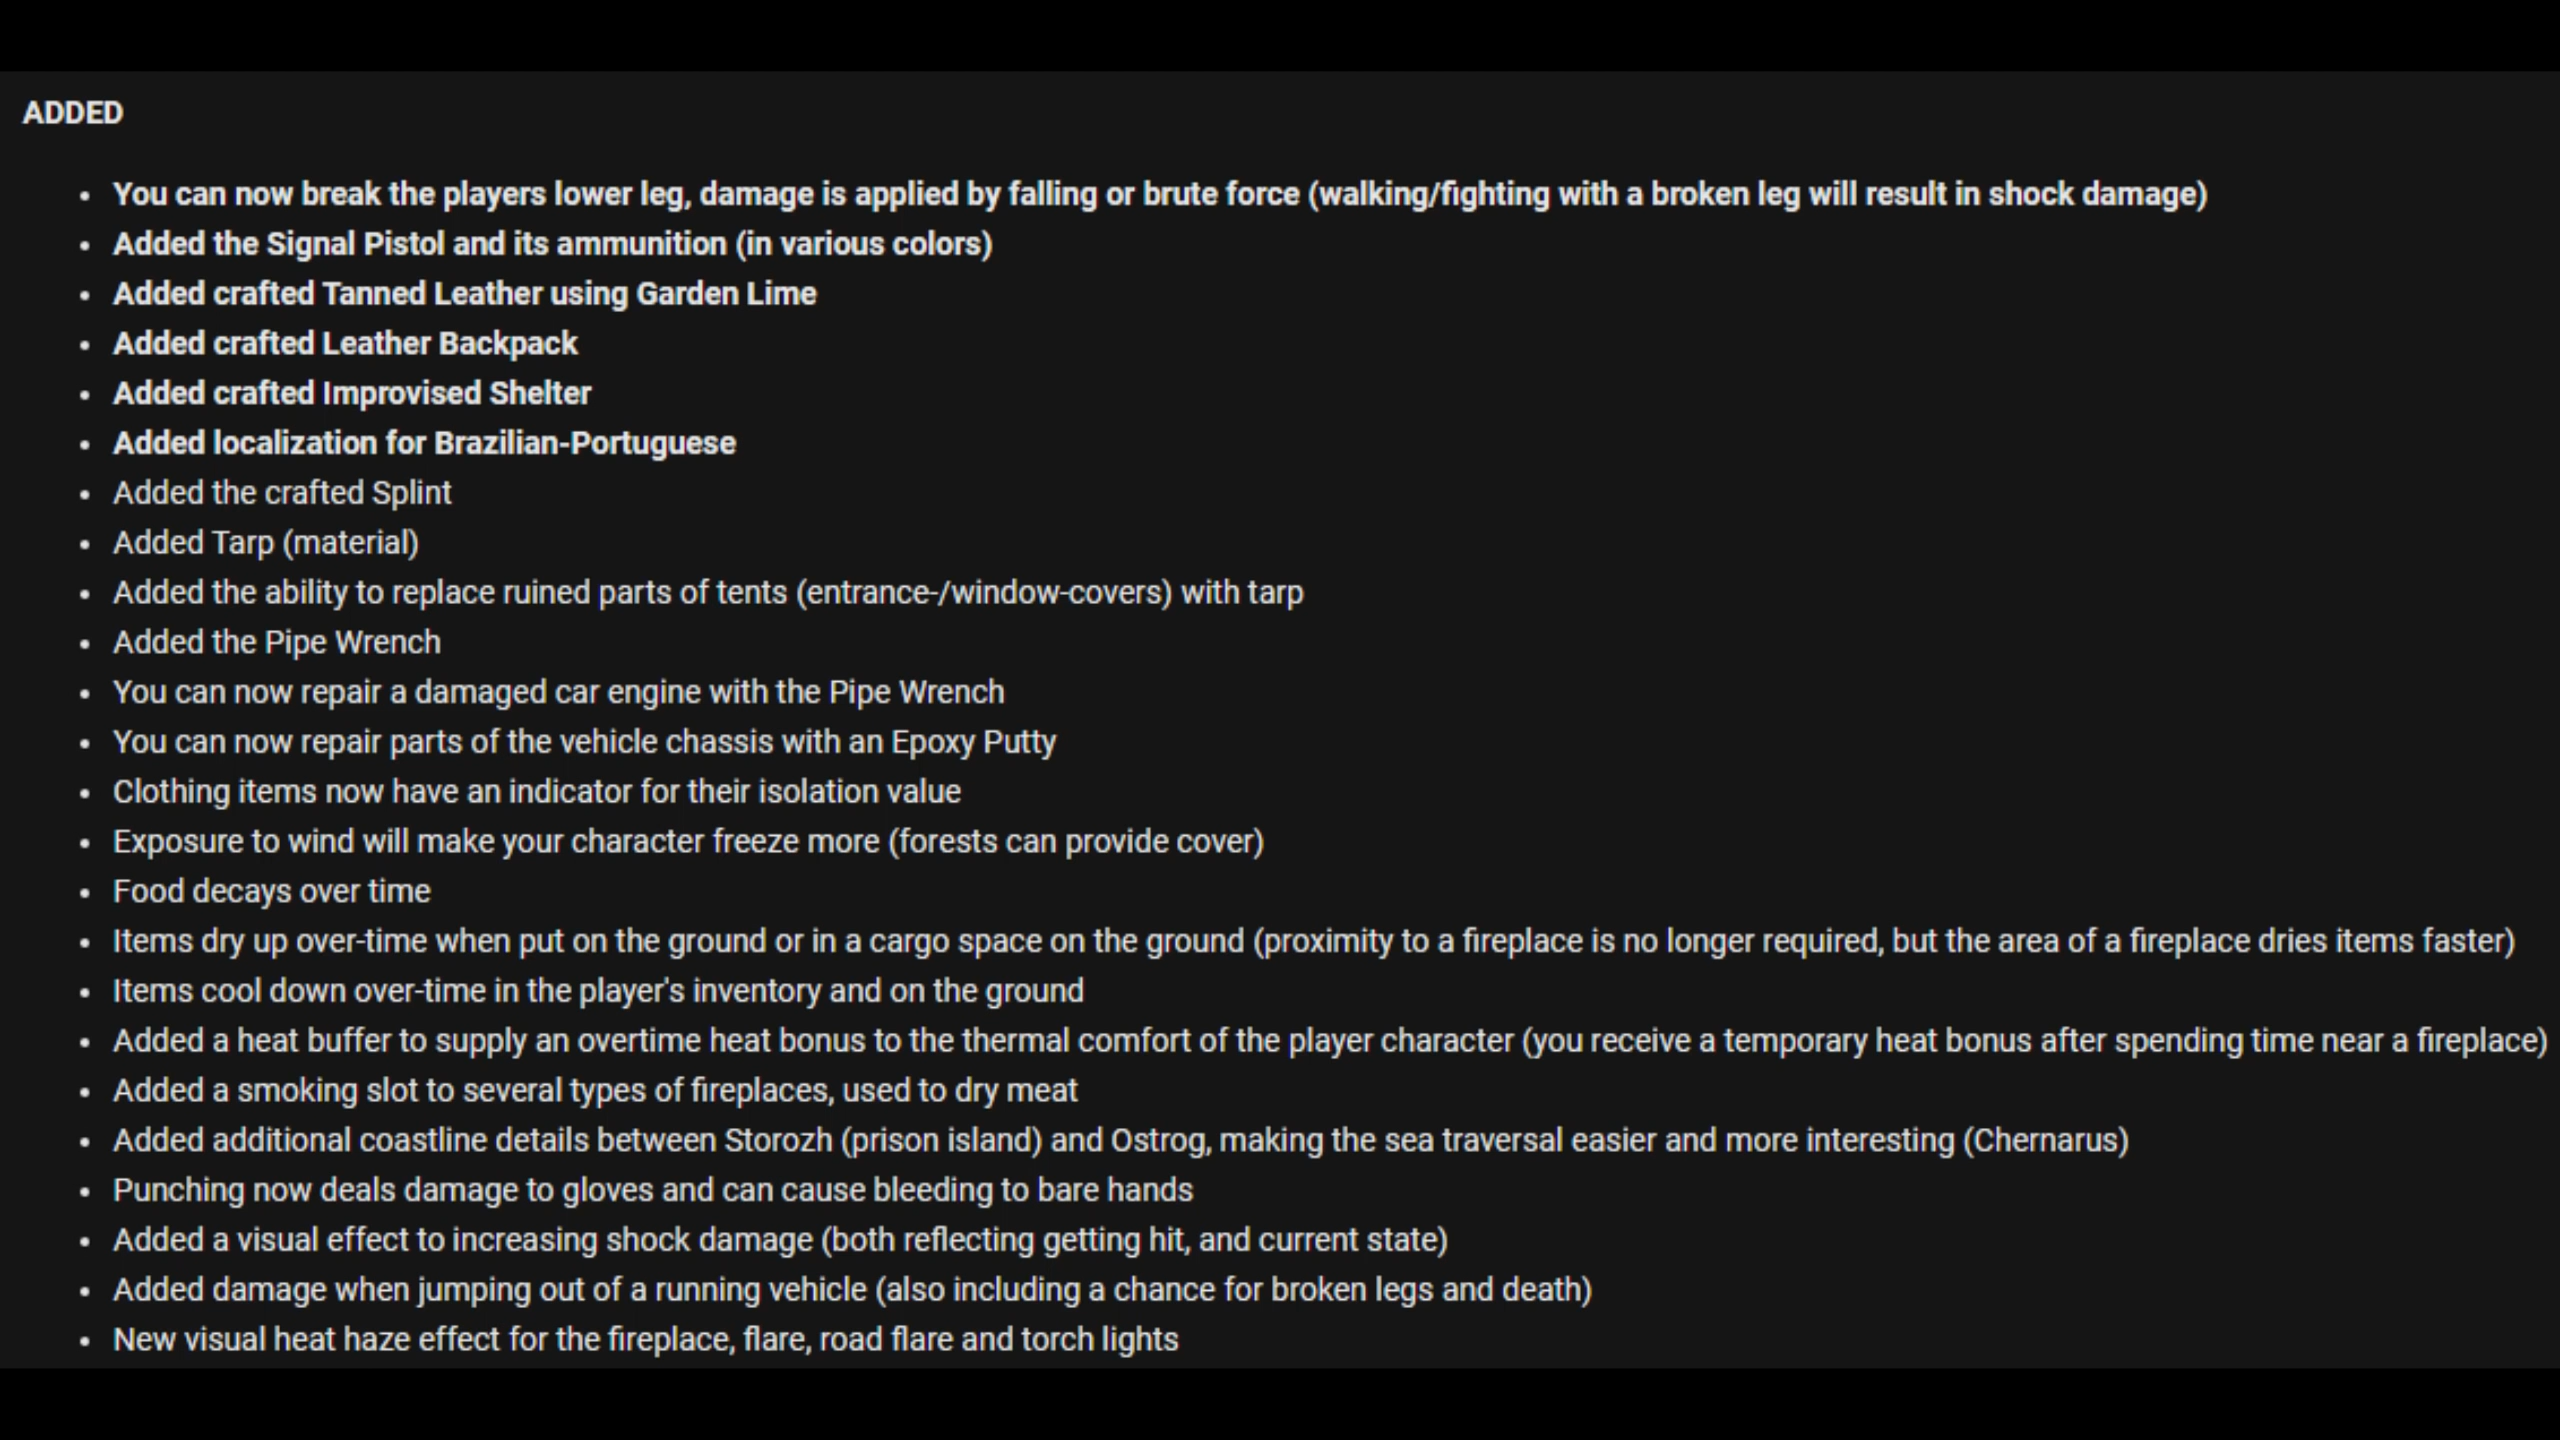 ADDED
• You can now break the players lower leg, damage is applied by falling or brute force (walking/fighting with a broken leg will result in shock damage)
• Added the Signal Pistol and its ammunition (in various colors)
• Added crafted Tanned Leather using Garden Lime
• Added crafted Leather Backpack
• Added crafted Improvised Shelter
• Added localization for Brazilian-Portuguese
• Added the crafted Splint
• Added Tarp (material)
• Added the ability to replace ruined parts of tents (entrance-/window-covers) with tarp
• Added the Pipe Wrench
• You can now repair a damaged car engine with the Pipe Wrench
• You can now repair parts of the vehicle chassis with an Epoxy Putty
• Clothing items now have an indicator for their isolation value
• Exposure to wind will make your character freeze more (forests can provide cover)
• Food decays over time
• Items dry up over-time when put on the ground or in a cargo space on the ground (proximity to a fireplace is no longer required, but the area of a fireplace dries items faster)
• Items cool down over-time in the player's inventory and on the ground
• Added a heat buffer to supply an overtime heat bonus to the thermal comfort of the player character (you receive a temporary heat bonus after spending time near a fireplace)
• Added a smoking slot to several types of fireplaces, used to dry meat
• Added additional coastline details between Storozh (prison island) and Ostrog, making the sea traversal easier and more interesting (Chernarus)
• Punching now deals damage to gloves and can cause bleeding to bare hands
• Added a visual effect to increasing shock damage (both reflecting getting hit, and current state)
• Added damage when jumping out of a running vehicle (also including a chance for broken legs and death)
• New visual heat haze effect for the fireplace, flare, road flare and torch lights